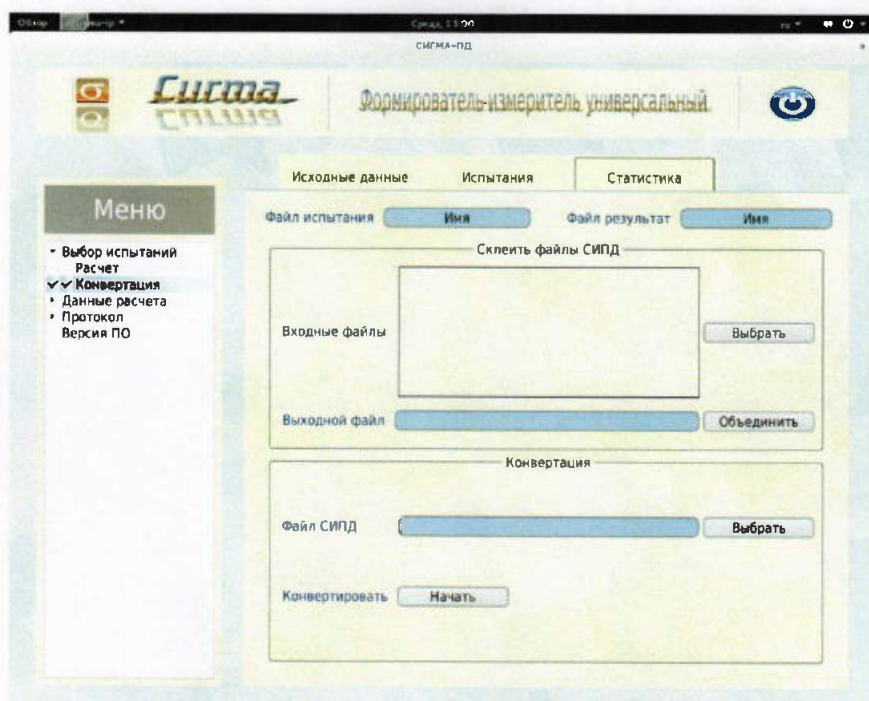 Обзор
Среда, 13:00
ru
СИГМА-ПД
Сигма
Формирователь-измеритель универсальный
Исходные данные Испытания Статистика
Меню
Файл испытания Имя Файл результат Имя
Выбор испытаний
Расчет
Конвертация
Данные расчета
Протокол
Версия ПО
Склеить файлы СИПД
Входные файлы Выбрать
Выходной файл Объединить
Конвертация
Файл СИПД Выбрать
Конвертировать Начать